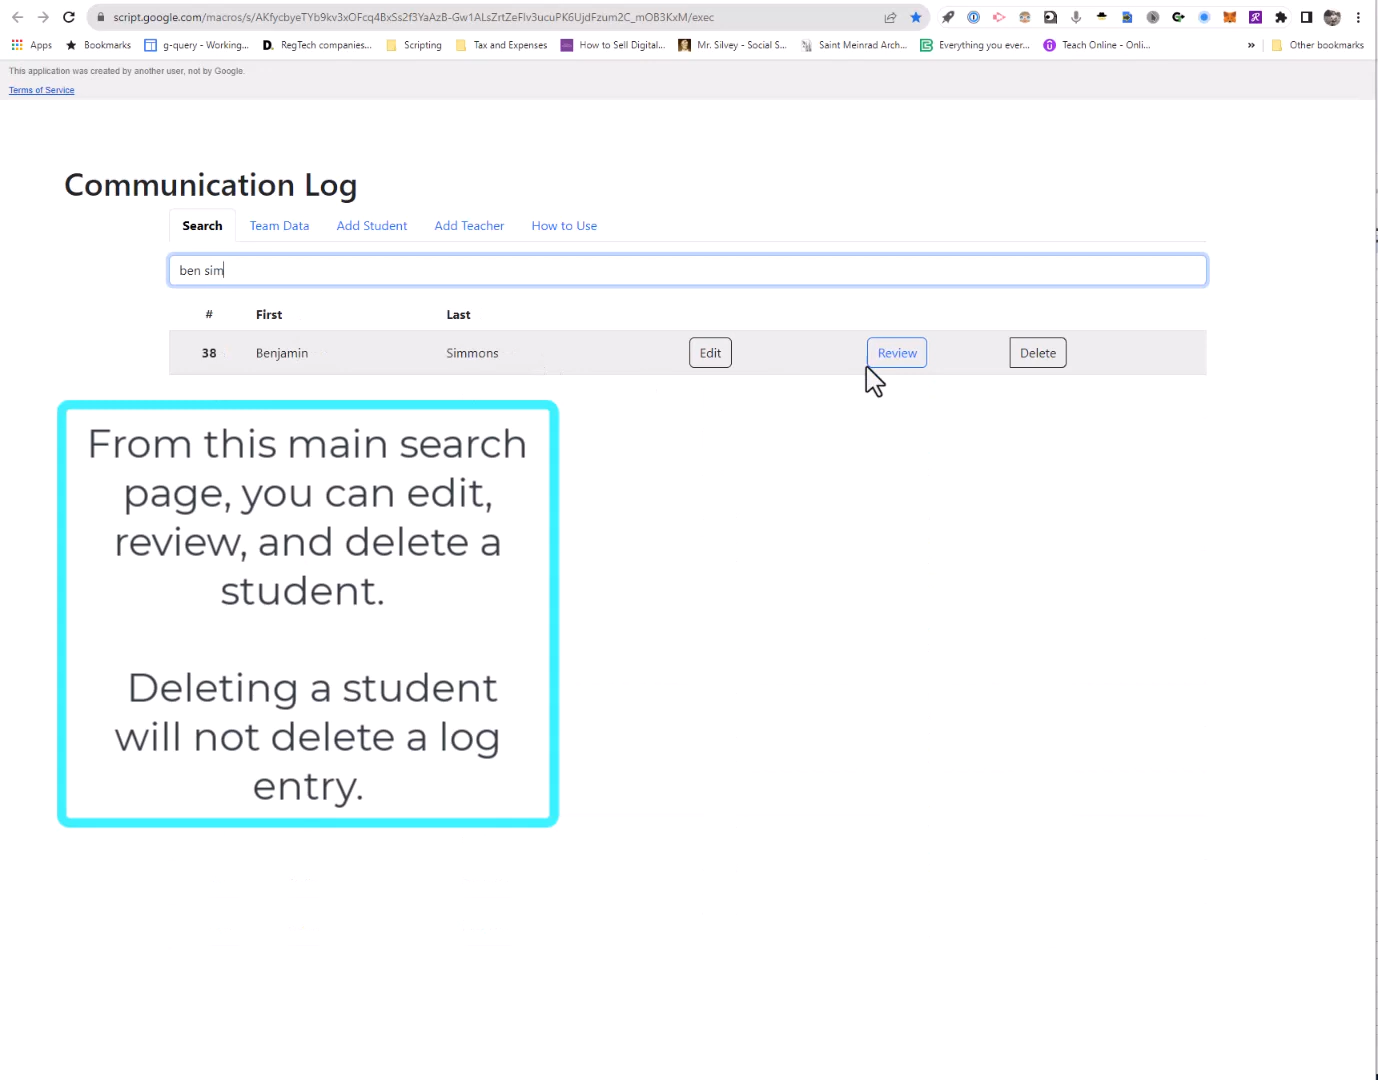 script.google.com/macros/s/AKfycbyeTYb9kv3xOFcq4BxSs2f3YaAzB-Gw1ALsZrtZeFlv3ucuPK6UjdFzum2C_mOB3KxM/exec
Apps Bookmarks g-query - Working... RegTech companies... Scripting Tax and Expenses How to Sell Digital... Mr. Silvey - Social S... Saint Meinrad Arch... Everything you ever... Teach Online - Onli... » Other bookmarks
This application was created by another user, not by Google.
Terms of Service
Communication Log
Search Team Data Add Student Add Teacher How to Use
ben sim
# First Last
38 Benjamin Simmons Edit Review Delete
From this main search
page, you can edit,
review, and delete a
student.
Deleting a student
will not delete a log
entry.